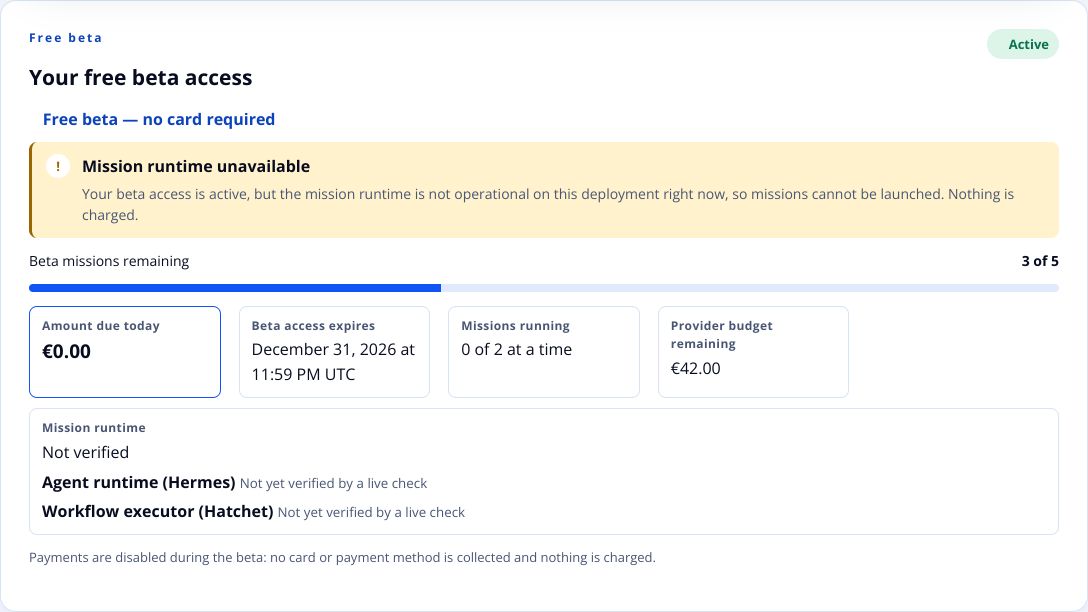 Free beta
Active
Your free beta access
Free beta — no card required
!
Mission runtime unavailable
Your beta access is active, but the mission runtime is not operational on this deployment right now, so missions cannot be launched. Nothing is
charged.
Beta missions remaining
3 of 5
Amount due today
€0.00
Beta access expires
December 31, 2026 at
11:59 PM UTC
Missions running
0 of 2 at a time
Provider budget
remaining
€42.00
Mission runtime
Not verified
Agent runtime (Hermes) Not yet verified by a live check
Workflow executor (Hatchet) Not yet verified by a live check
Payments are disabled during the beta: no card or payment method is collected and nothing is charged.